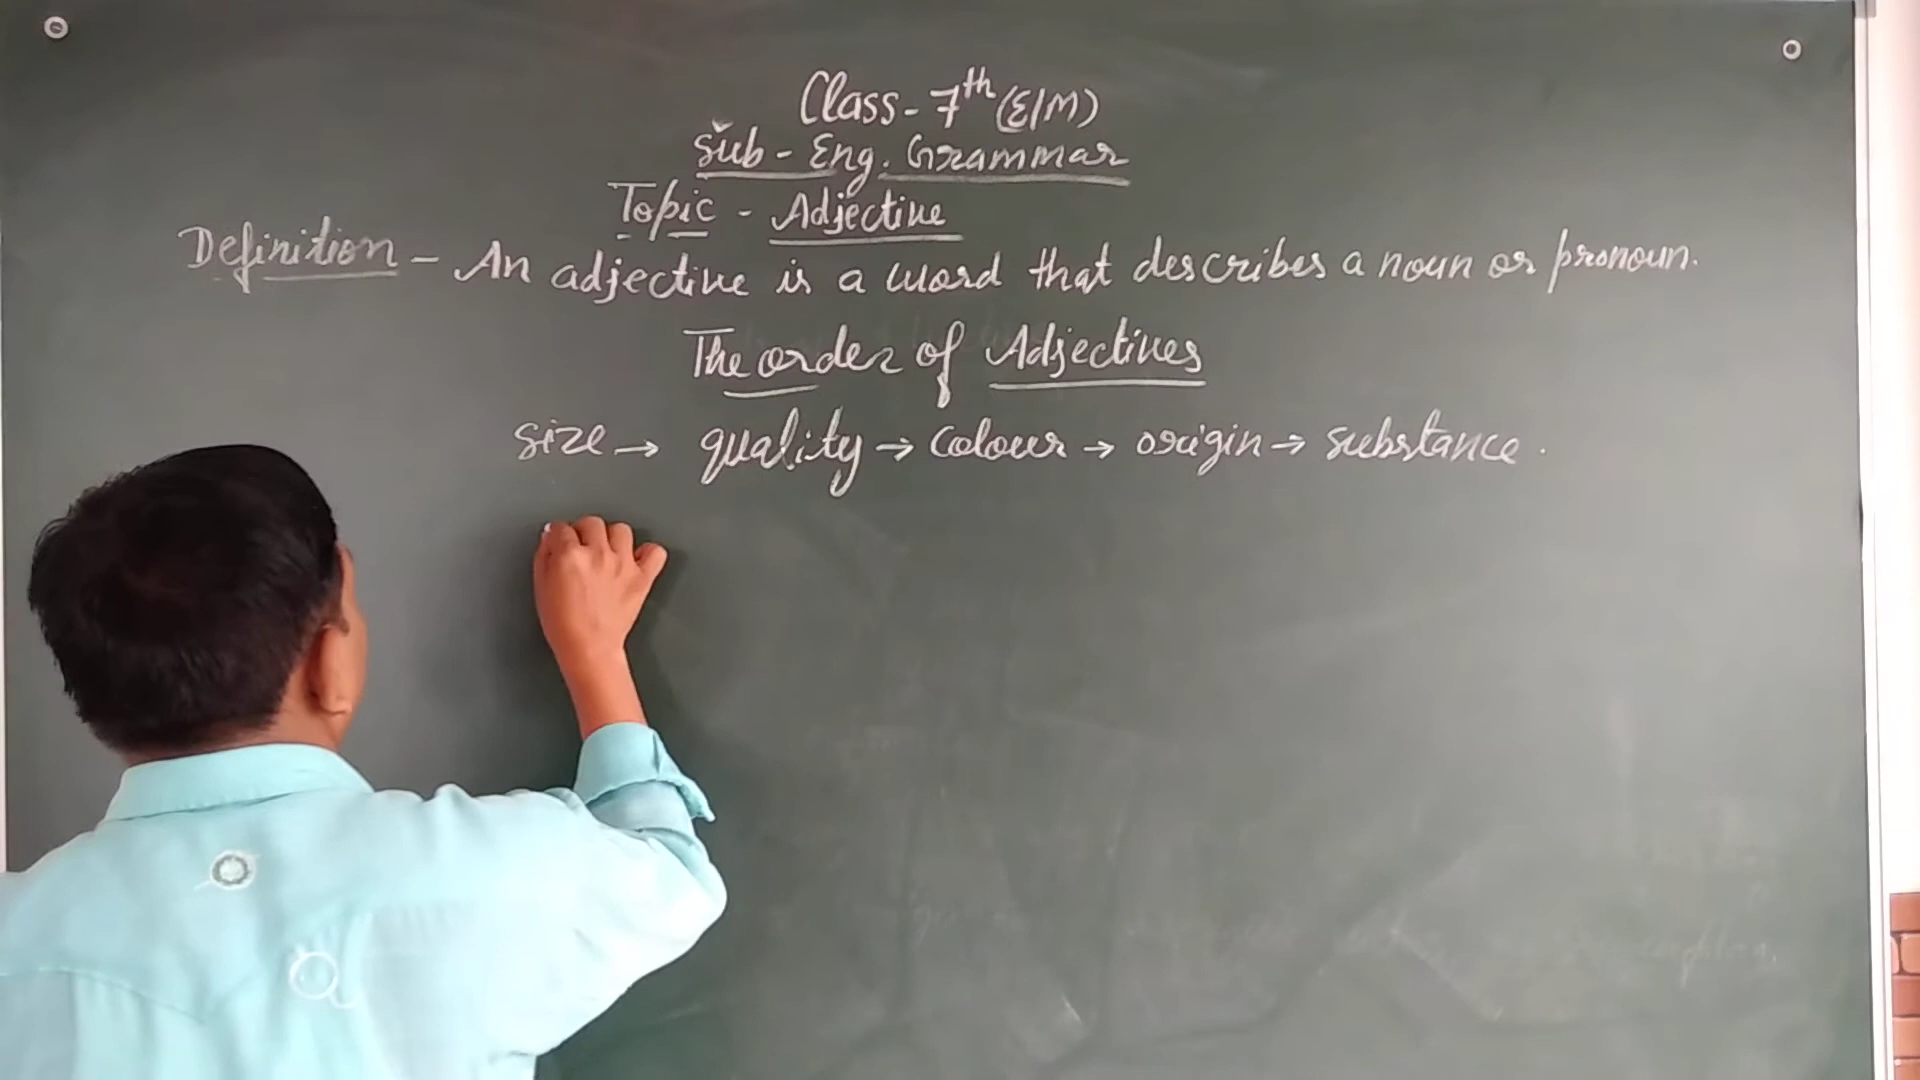 Class - 7th (E/M)
Sub - Eng. Grammar
Topic - Adjective
Definition - An adjective is a word that describes a noun or pronoun.
The order of Adjectives
size → quality → colour → origin → substance.